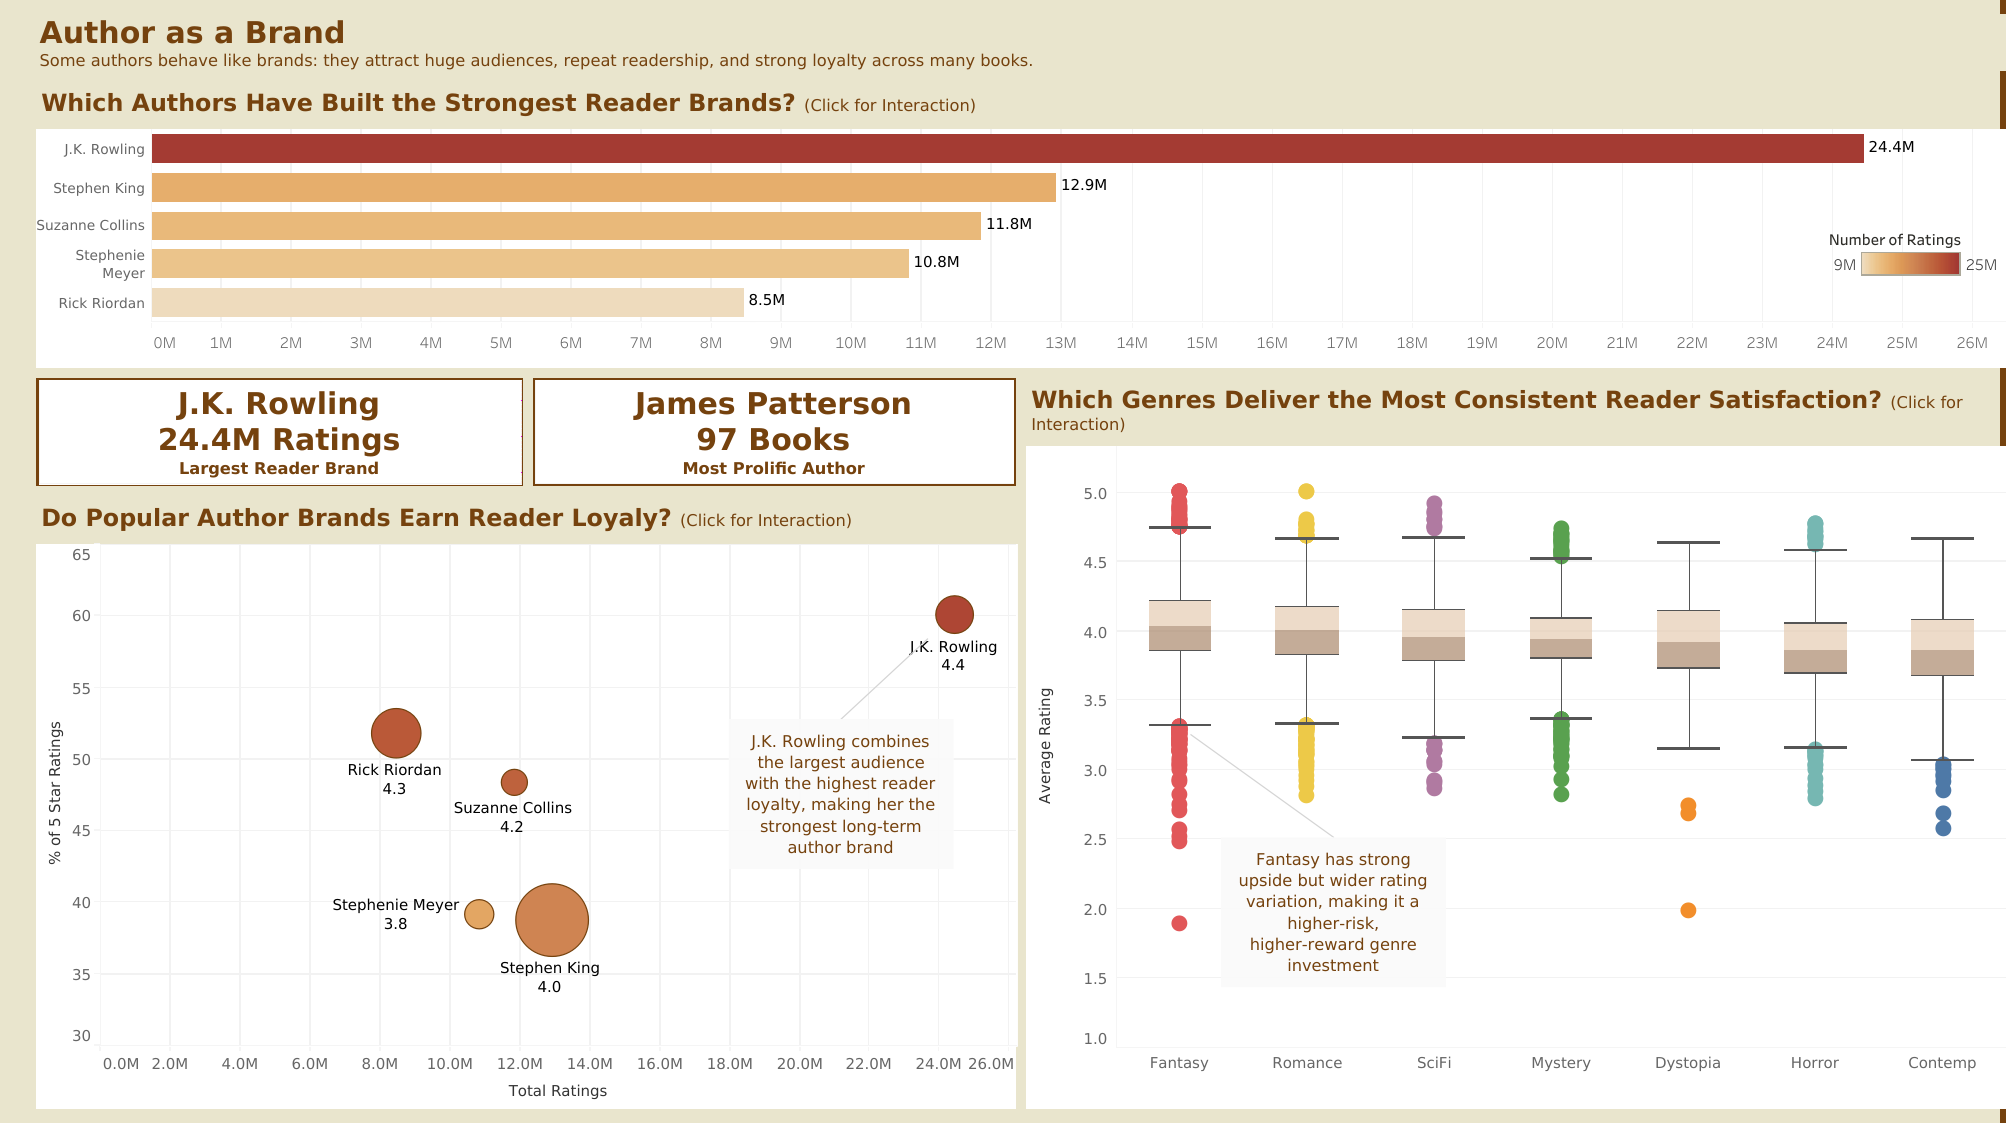 Author as a Brand
Some authors behave like brands: they attract huge audiences, repeat readership, and strong loyalty across many books.
Which Authors Have Built the Strongest Reader Brands? (Click for Interaction)
J.K. Rowling
24.4M
Stephen King
12.9M
Suzanne Collins
11.8M
Stephenie
Meyer
10.8M
Rick Riordan
8.5M
Number of Ratings
9M 25M
0M 1M 2M 3M 4M 5M 6M 7M 8M 9M 10M 11M 12M 13M 14M 15M 16M 17M 18M 19M 20M 21M 22M 23M 24M 25M 26M
J.K. Rowling
24.4M Ratings
Largest Reader Brand
James Patterson
97 Books
Most Prolific Author
Do Popular Author Brands Earn Reader Loyaly? (Click for Interaction)
% of 5 Star Ratings
65
60
55
50
45
40
35
30
J.K. Rowling
4.4
Rick Riordan
4.3
Suzanne Collins
4.2
Stephenie Meyer
3.8
Stephen King
4.0
J.K. Rowling combines
the largest audience
with the highest reader
loyalty, making her the
strongest long-term
author brand
0.0M 2.0M 4.0M 6.0M 8.0M 10.0M 12.0M 14.0M 16.0M 18.0M 20.0M 22.0M 24.0M 26.0M
Total Ratings
Which Genres Deliver the Most Consistent Reader Satisfaction? (Click for
Interaction)
Average Rating
5.0
4.5
4.0
3.5
3.0
2.5
2.0
1.5
1.0
Fantasy has strong
upside but wider rating
variation, making it a
higher-risk,
higher-reward genre
investment
Fantasy Romance SciFi Mystery Dystopia Horror Contemp